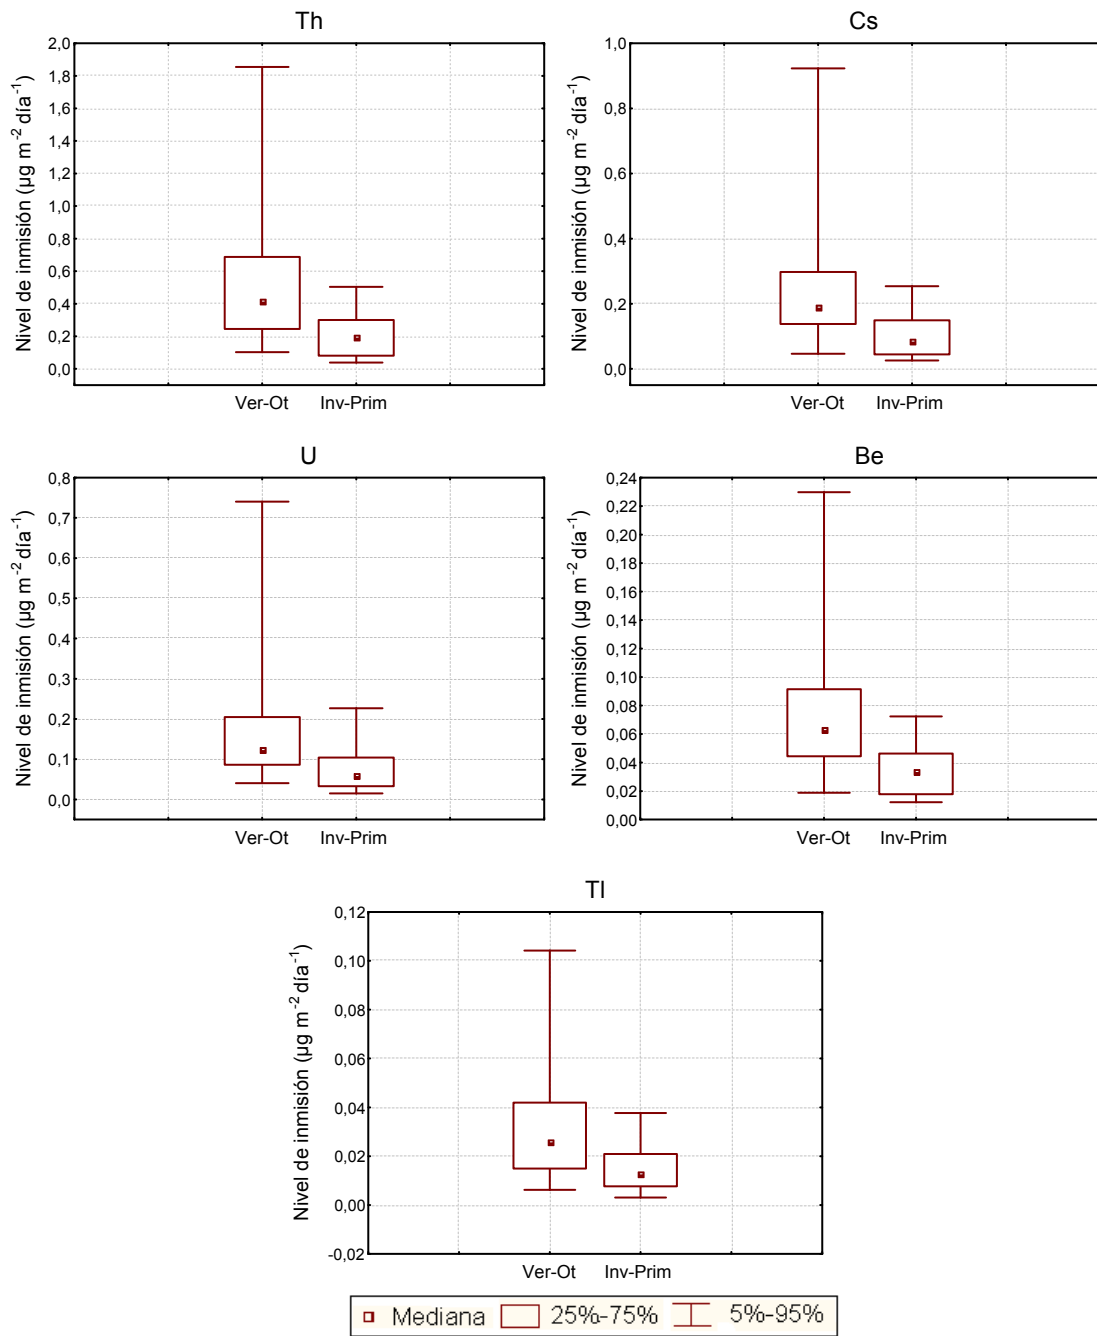 Th
Nivel de inmisión (µg m⁻² día⁻¹)
2,0
1,8
1,6
1,4
1,2
1,0
0,8
0,6
0,4
0,2
0,0
Ver-Ot Inv-Prim
Cs
Nivel de inmisión (µg m⁻² día⁻¹)
1,0
0,8
0,6
0,4
0,2
0,0
Ver-Ot Inv-Prim
U
Nivel de inmisión (µg m⁻² día⁻¹)
0,8
0,7
0,6
0,5
0,4
0,3
0,2
0,1
0,0
Ver-Ot Inv-Prim
Be
Nivel de inmisión (µg m⁻² día⁻¹)
0,24
0,22
0,20
0,18
0,16
0,14
0,12
0,10
0,08
0,06
0,04
0,02
0,00
Ver-Ot Inv-Prim
Tl
Nivel de inmisión (µg m⁻² día⁻¹)
0,12
0,10
0,08
0,06
0,04
0,02
0,00
-0,02
Ver-Ot Inv-Prim
Mediana 25%-75% 5%-95%